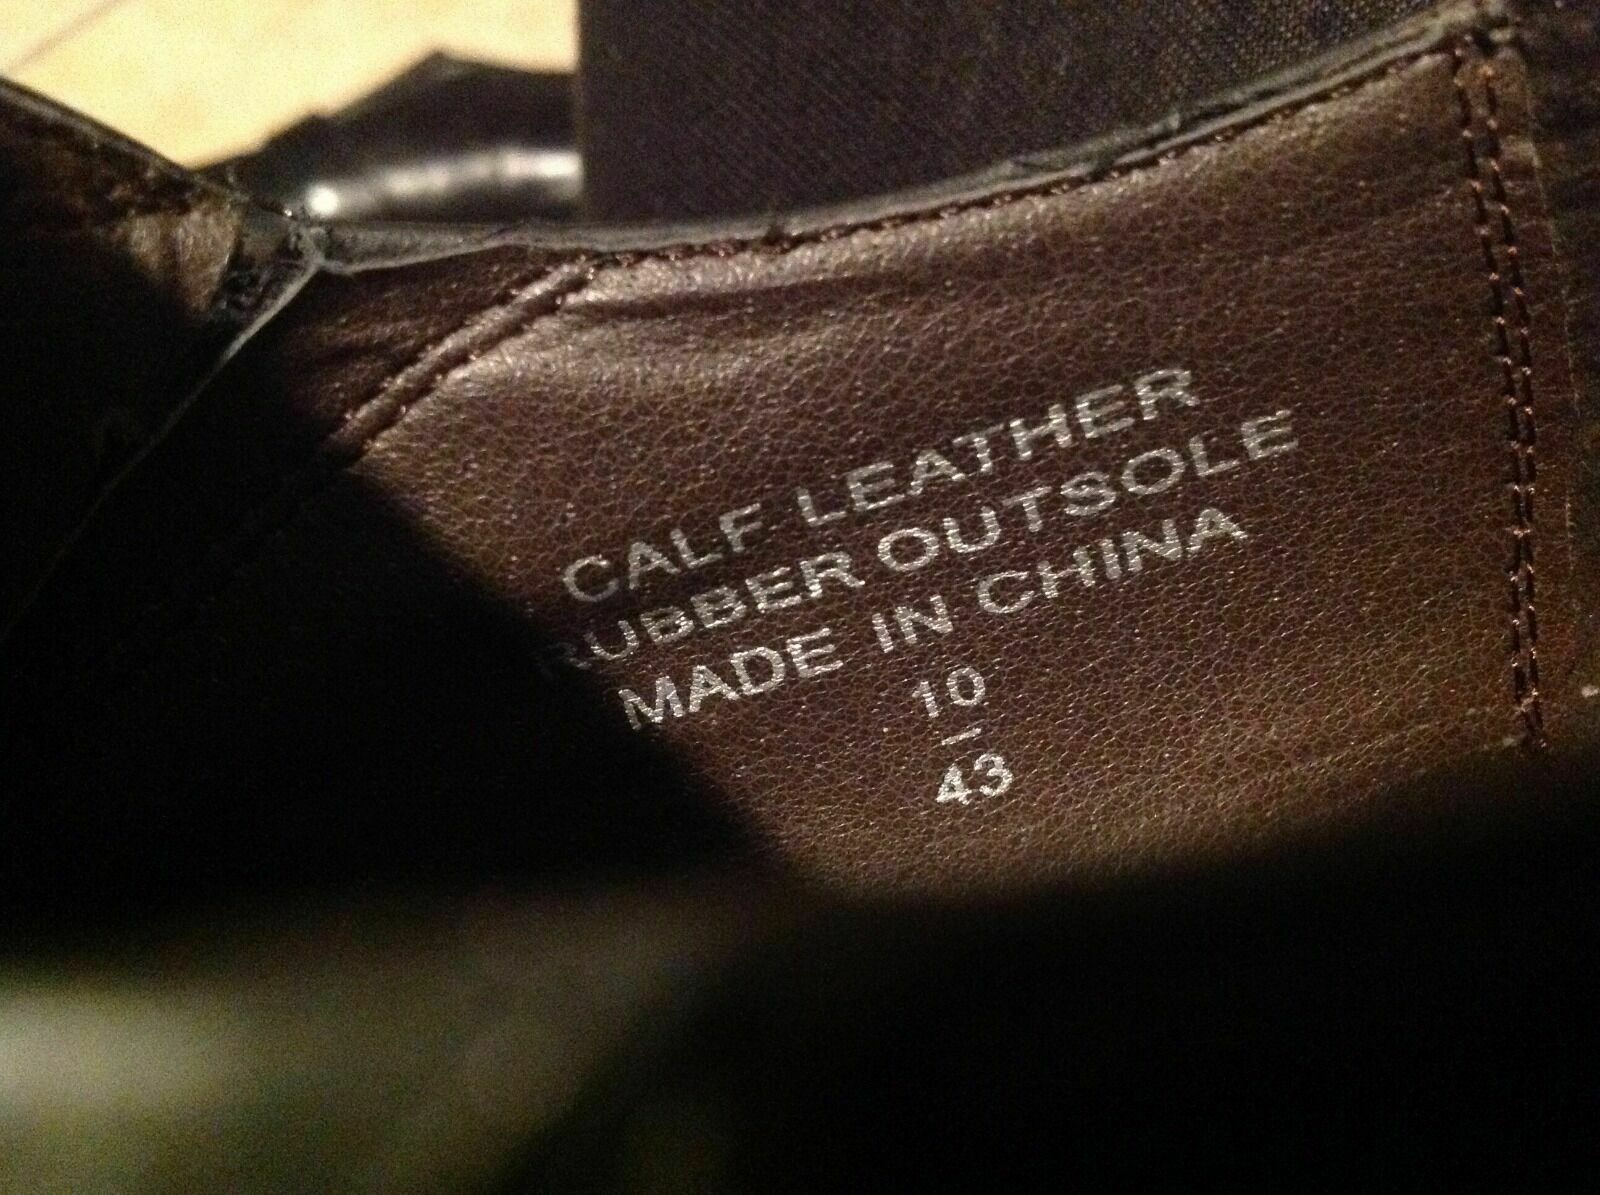 CALF LEATHER
RUBBER OUTSOLE
MADE IN CHINA
10
—
43